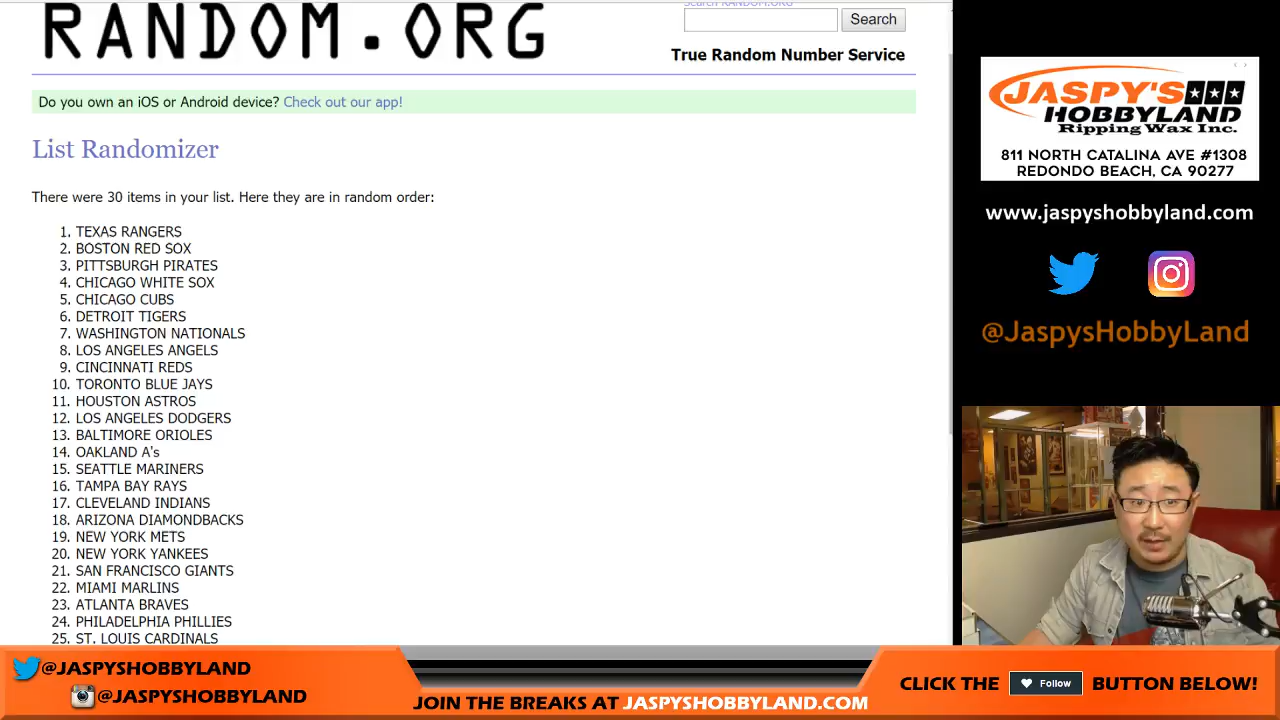 RANDOM.ORG
Search RANDOM.ORG
Search
True Random Number Service
Do you own an iOS or Android device? Check out our app!
List Randomizer
There were 30 items in your list. Here they are in random order:
1. TEXAS RANGERS
2. BOSTON RED SOX
3. PITTSBURGH PIRATES
4. CHICAGO WHITE SOX
5. CHICAGO CUBS
6. DETROIT TIGERS
7. WASHINGTON NATIONALS
8. LOS ANGELES ANGELS
9. CINCINNATI REDS
10. TORONTO BLUE JAYS
11. HOUSTON ASTROS
12. LOS ANGELES DODGERS
13. BALTIMORE ORIOLES
14. OAKLAND A's
15. SEATTLE MARINERS
16. TAMPA BAY RAYS
17. CLEVELAND INDIANS
18. ARIZONA DIAMONDBACKS
19. NEW YORK METS
20. NEW YORK YANKEES
21. SAN FRANCISCO GIANTS
22. MIAMI MARLINS
23. ATLANTA BRAVES
24. PHILADELPHIA PHILLIES
25. ST. LOUIS CARDINALS
JASPY'S
HOBBYLAND
Ripping Wax Inc.
811 NORTH CATALINA AVE #1308
REDONDO BEACH, CA 90277
www.jaspyshobbyland.com
@JaspysHobbyLand
@JASPYSHOBBYLAND
@JASPYSHOBBYLAND
JOIN THE BREAKS AT JASPYSHOBBYLAND.COM
CLICK THE Follow BUTTON BELOW!